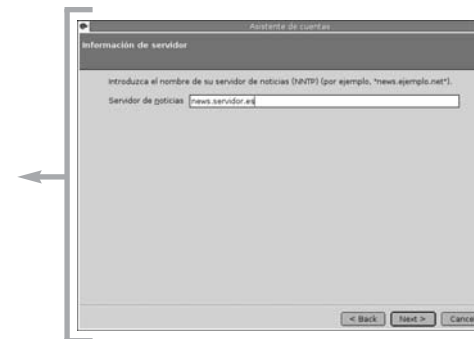 Asistente de cuentas
Información de servidor
Introduzca el nombre de su servidor de noticias (NNTP) (por ejemplo, "news.ejemplo.net").
Servidor de noticias news.servidor.es
< Back Next > Cance